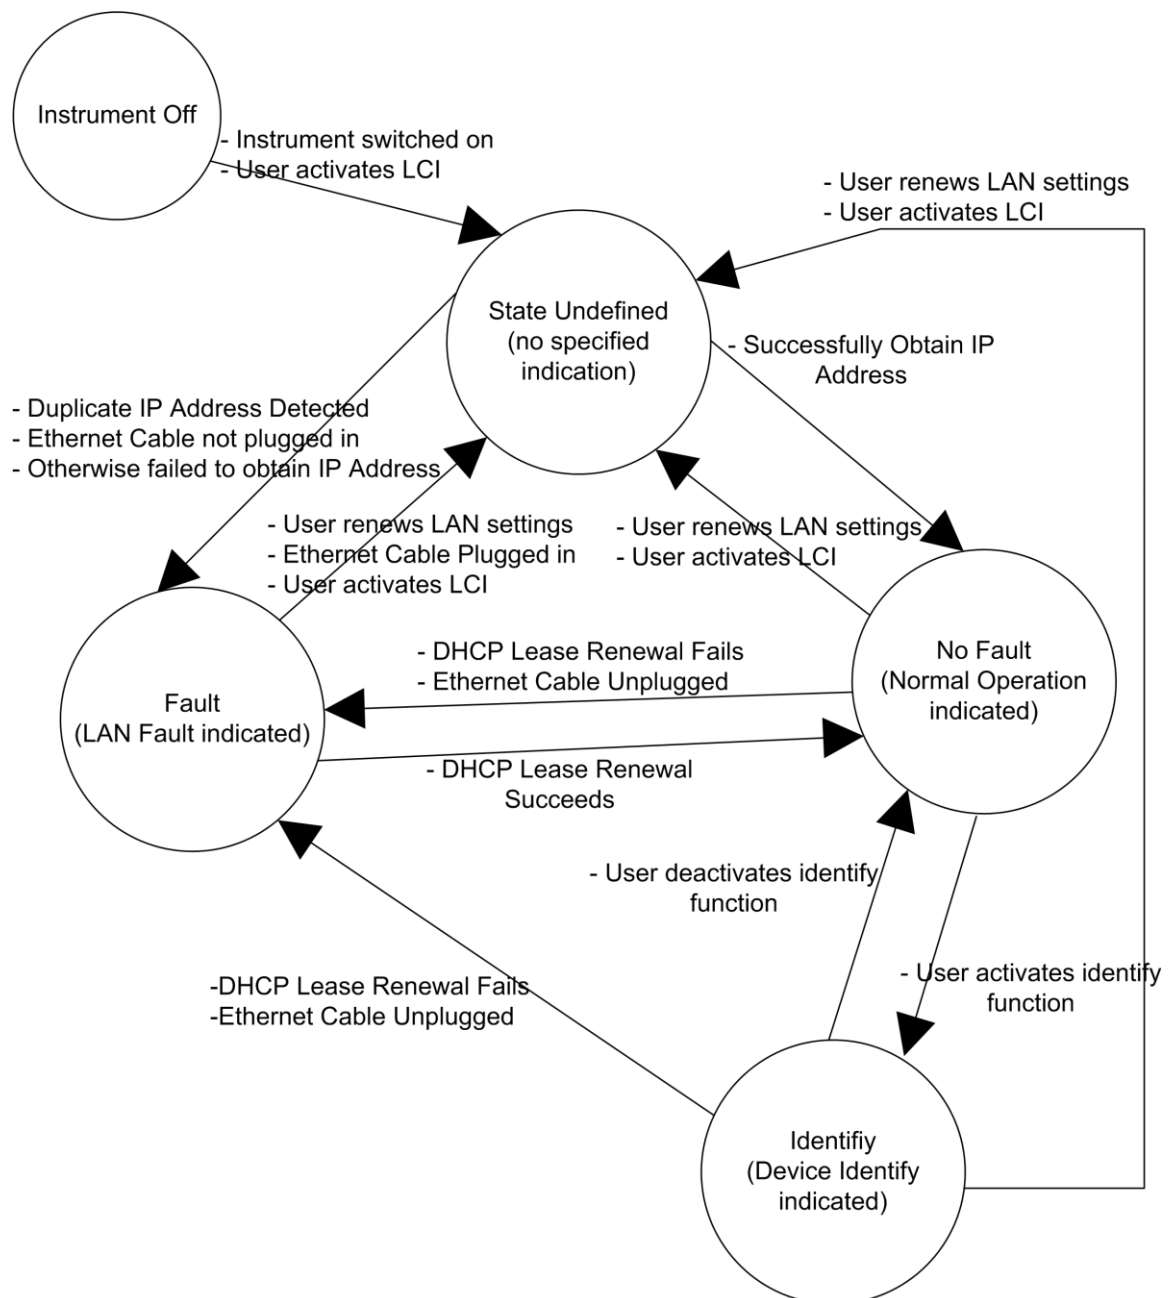 Instrument Off
- Instrument switched on
- User activates LCI
- User renews LAN settings
- User activates LCI
State Undefined
(no specified
indication)
- Successfully Obtain IP
Address
- Duplicate IP Address Detected
- Ethernet Cable not plugged in
- Otherwise failed to obtain IP Address
- User renews LAN settings
- Ethernet Cable Plugged in
- User activates LCI
- User renews LAN settings
- User activates LCI
No Fault
(Normal Operation
indicated)
- DHCP Lease Renewal Fails
- Ethernet Cable Unplugged
Fault
(LAN Fault indicated)
- DHCP Lease Renewal
Succeeds
- User deactivates identify
function
- User activates identify
function
-DHCP Lease Renewal Fails
-Ethernet Cable Unplugged
Identifiy
(Device Identify
indicated)